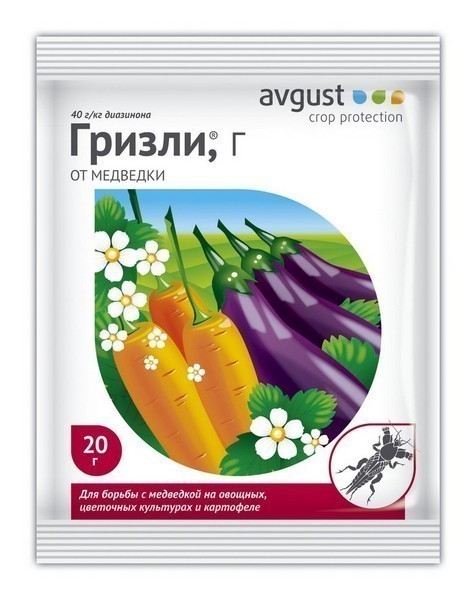 avgust
crop protection
40 г/кг диазинона
Гризли,® Г
ОТ МЕДВЕДКИ
20
г
Для борьбы с медведкой на овощных,
цветочных культурах и картофеле